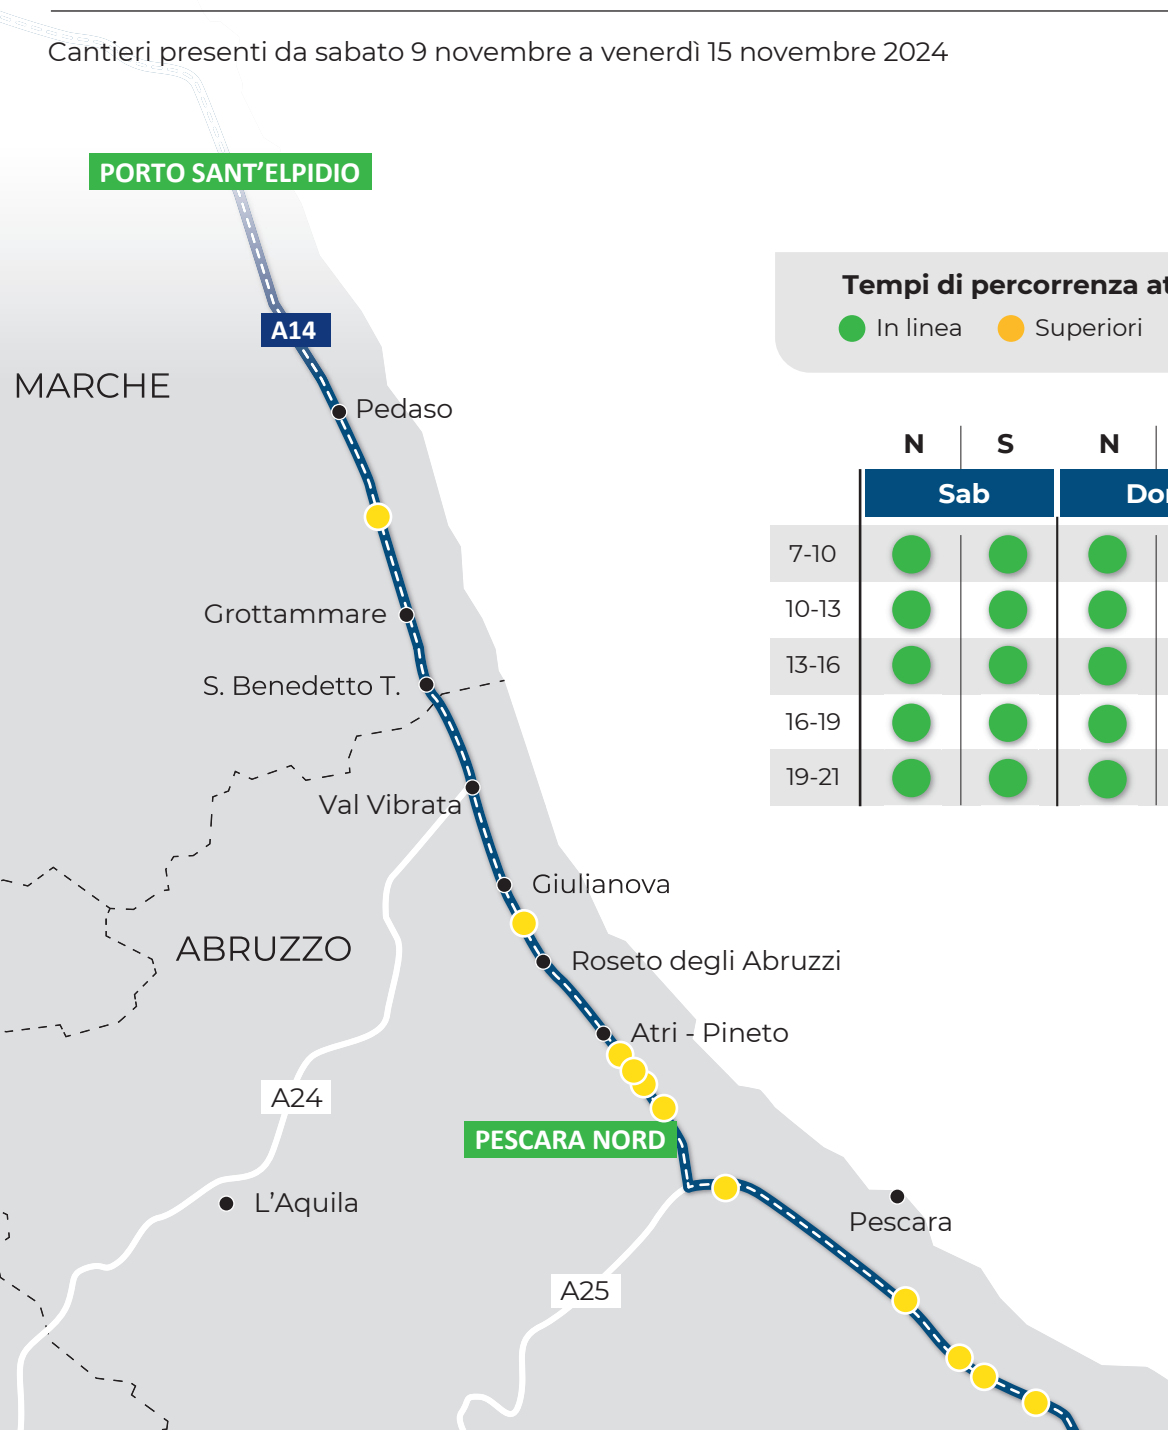 Cantieri presenti da sabato 9 novembre a venerdì 15 novembre 2024
PORTO SANT'ELPIDIO
A14
MARCHE
Pedaso
Grottammare
S. Benedetto T.
Val Vibrata
Giulianova
ABRUZZO
Roseto degli Abruzzi
Atri - Pineto
A24
PESCARA NORD
L'Aquila
Pescara
A25
Tempi di percorrenza
In linea Superiori
N S N
Sab
7-10
10-13
13-16
16-19
19-21